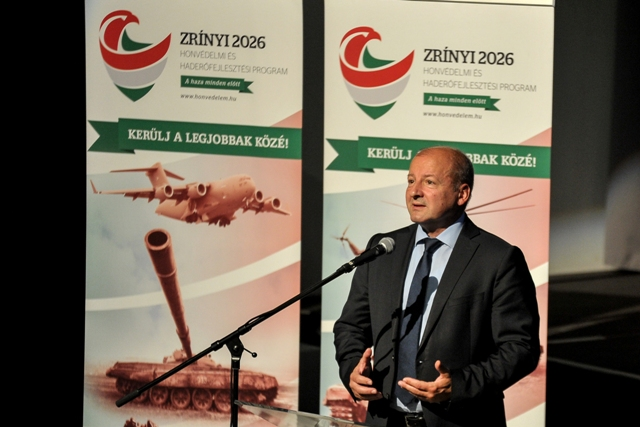 ZRÍNYI 2026
HONVÉDELMI ÉS
HADERŐFEJLESZTÉSI PROGRAM
A haza minden előtt
www.honvedelem.hu
KERÜLJ A LEGJOBBAK KÖZÉ!
ZRÍNYI 2026
HONVÉDELMI ÉS
HADERŐFEJLESZTÉSI PROGRAM
A haza minden előtt
www.honvedelem.hu
KERÜLJ A BBAK KÖZÉ!